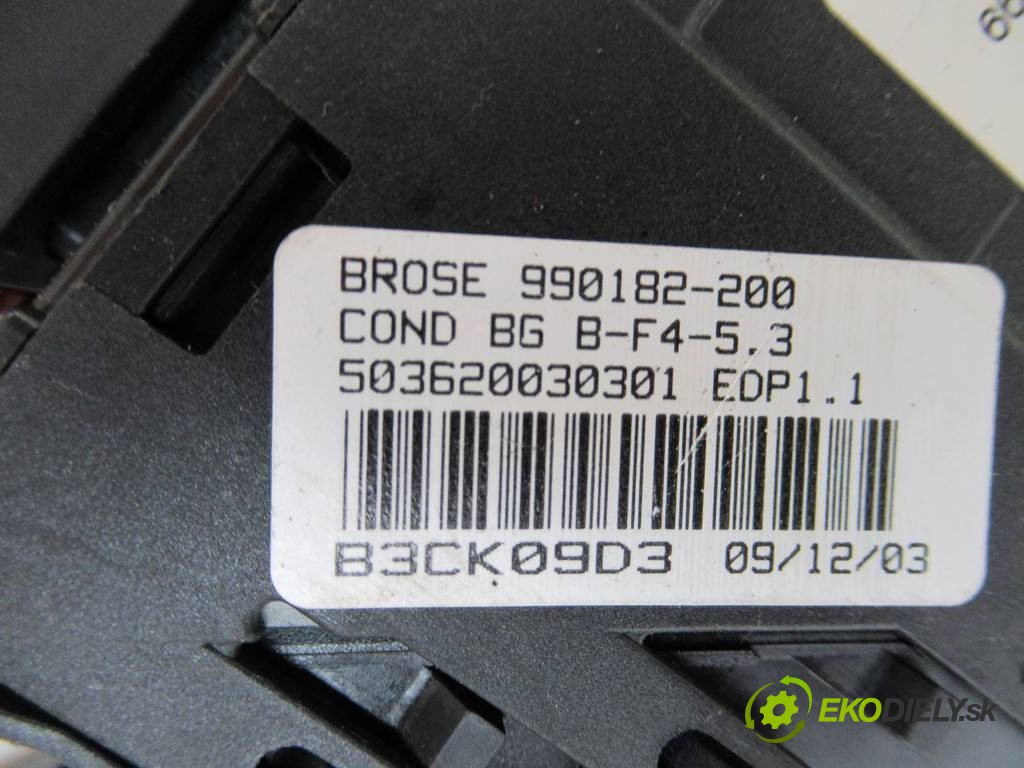 BROSE 990182-200
COND BG B-F4-5.3
503620030301 EDP1.1
B3CK09D3 09/12/03
EKODIELY.sk